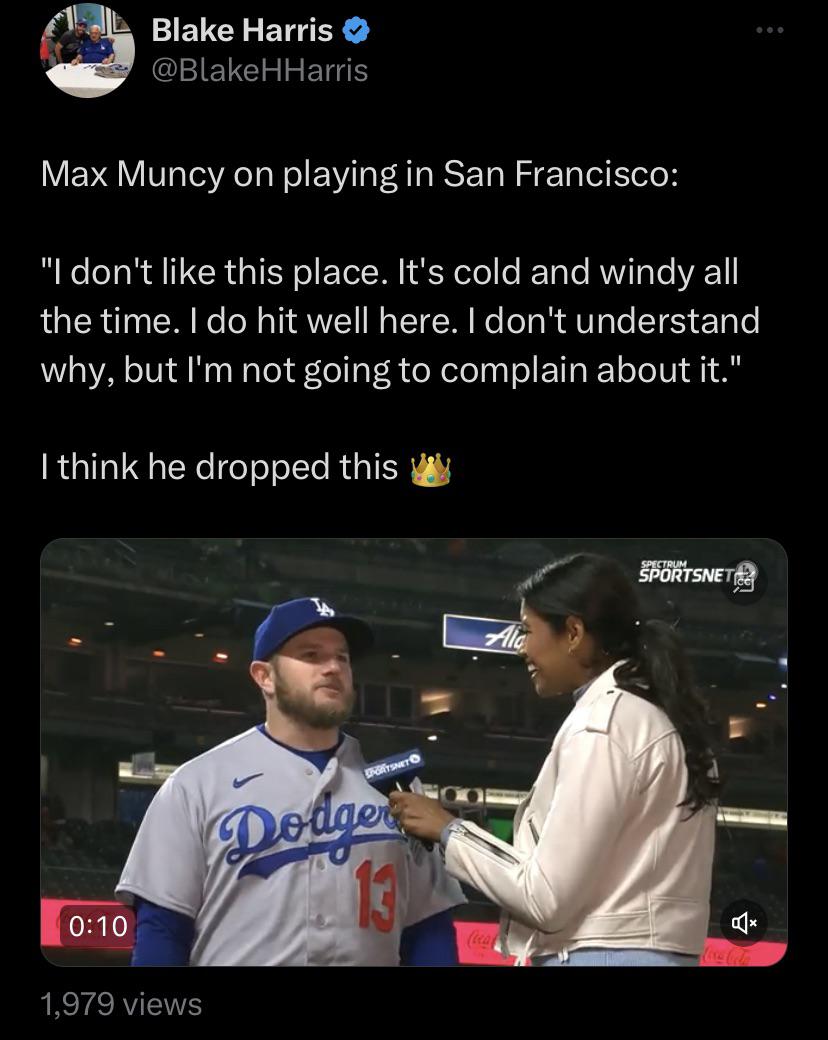 Blake Harris
@BlakeHHarris
Max Muncy on playing in San Francisco:
"I don't like this place. It's cold and windy all
the time. I do hit well here. I don't understand
why, but I'm not going to complain about it."
I think he dropped this 👑
SPECTRUM
SPORTSNET
LA
SPORTSNET
Dodgers
13
0:10
Coca-Cola
1,979 views